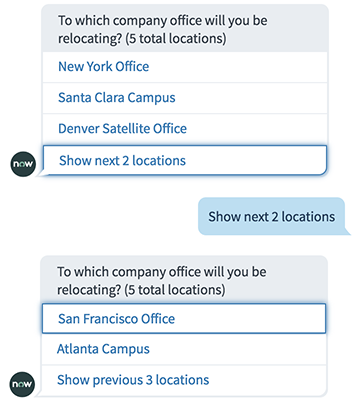 To which company office will you be
relocating? (5 total locations)
New York Office
Santa Clara Campus
Denver Satellite Office
now
Show next 2 locations
Show next 2 locations
To which company office will you be
relocating? (5 total locations)
San Francisco Office
Atlanta Campus
now
Show previous 3 locations